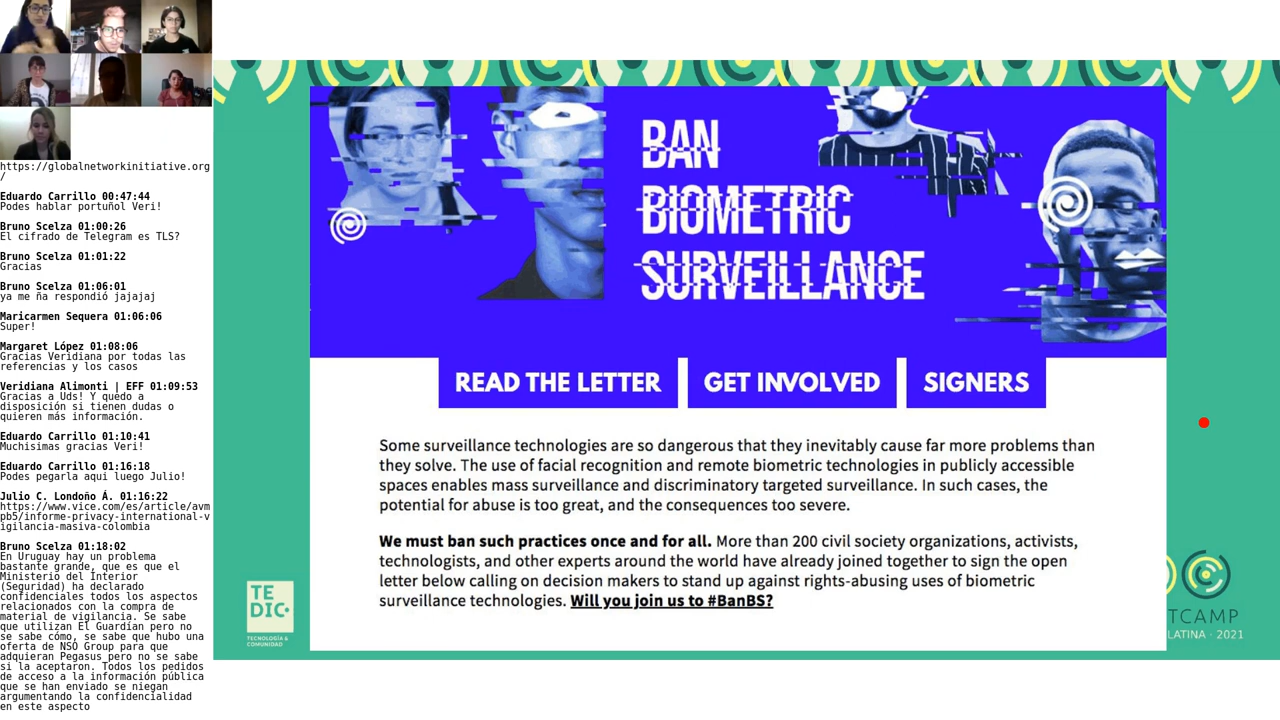 https://globalnetworkinitiative.org
/
Eduardo Carrillo 00:47:44
Podes hablar portuñol Veri!
Bruno Scelza 01:00:26
El cifrado de Telegram es TLS?
Bruno Scelza 01:01:22
Gracias
Bruno Scelza 01:06:01
ya me ña respondió jajajaj
Maricarmen Sequera 01:06:06
Super!
Margaret López 01:08:06
Gracias Veridiana por todas las
referencias y los casos
Veridiana Alimonti | EFF 01:09:53
Gracias a Uds! Y quedo a
disposición si tienen dudas o
quieren más información.
Eduardo Carrillo 01:10:41
Muchisimas gracias Veri!
Eduardo Carrillo 01:16:18
Podes pegarla aqui luego Julio!
Julio C. Londoño Á. 01:16:22
https://www.vice.com/es/article/avm
pb5/informe-privacy-international-v
igilancia-masiva-colombia
Bruno Scelza 01:18:02
En Uruguay hay un problema
bastante grande, que es que el
Ministerio del Interior
(Seguridad) ha declarado
confidenciales todos los aspectos
relacionados con la compra de
material de vigilancia. Se sabe
que utilizan El Guardian pero no
se sabe cómo, se sabe que hubo una
oferta de NSO Group para que
adquieran Pegasus pero no se sabe
si la aceptaron. Todos los pedidos
de acceso a la información pública
que se han enviado se niegan
argumentando la confidencialidad
en este aspecto
BAN
BIOMETRIC
SURVEILLANCE
READ THE LETTER
GET INVOLVED
SIGNERS
Some surveillance technologies are so dangerous that they inevitably cause far more problems than
they solve. The use of facial recognition and remote biometric technologies in publicly accessible
spaces enables mass surveillance and discriminatory targeted surveillance. In such cases, the
potential for abuse is too great, and the consequences too severe.
We must ban such practices once and for all. More than 200 civil society organizations, activists,
technologists, and other experts around the world have already joined together to sign the open
letter below calling on decision makers to stand up against rights-abusing uses of biometric
surveillance technologies. Will you join us to #BanBS?
TE
DIC
TECNOLOGÍA &
COMUNIDAD
TCAMP
LATINA · 2021